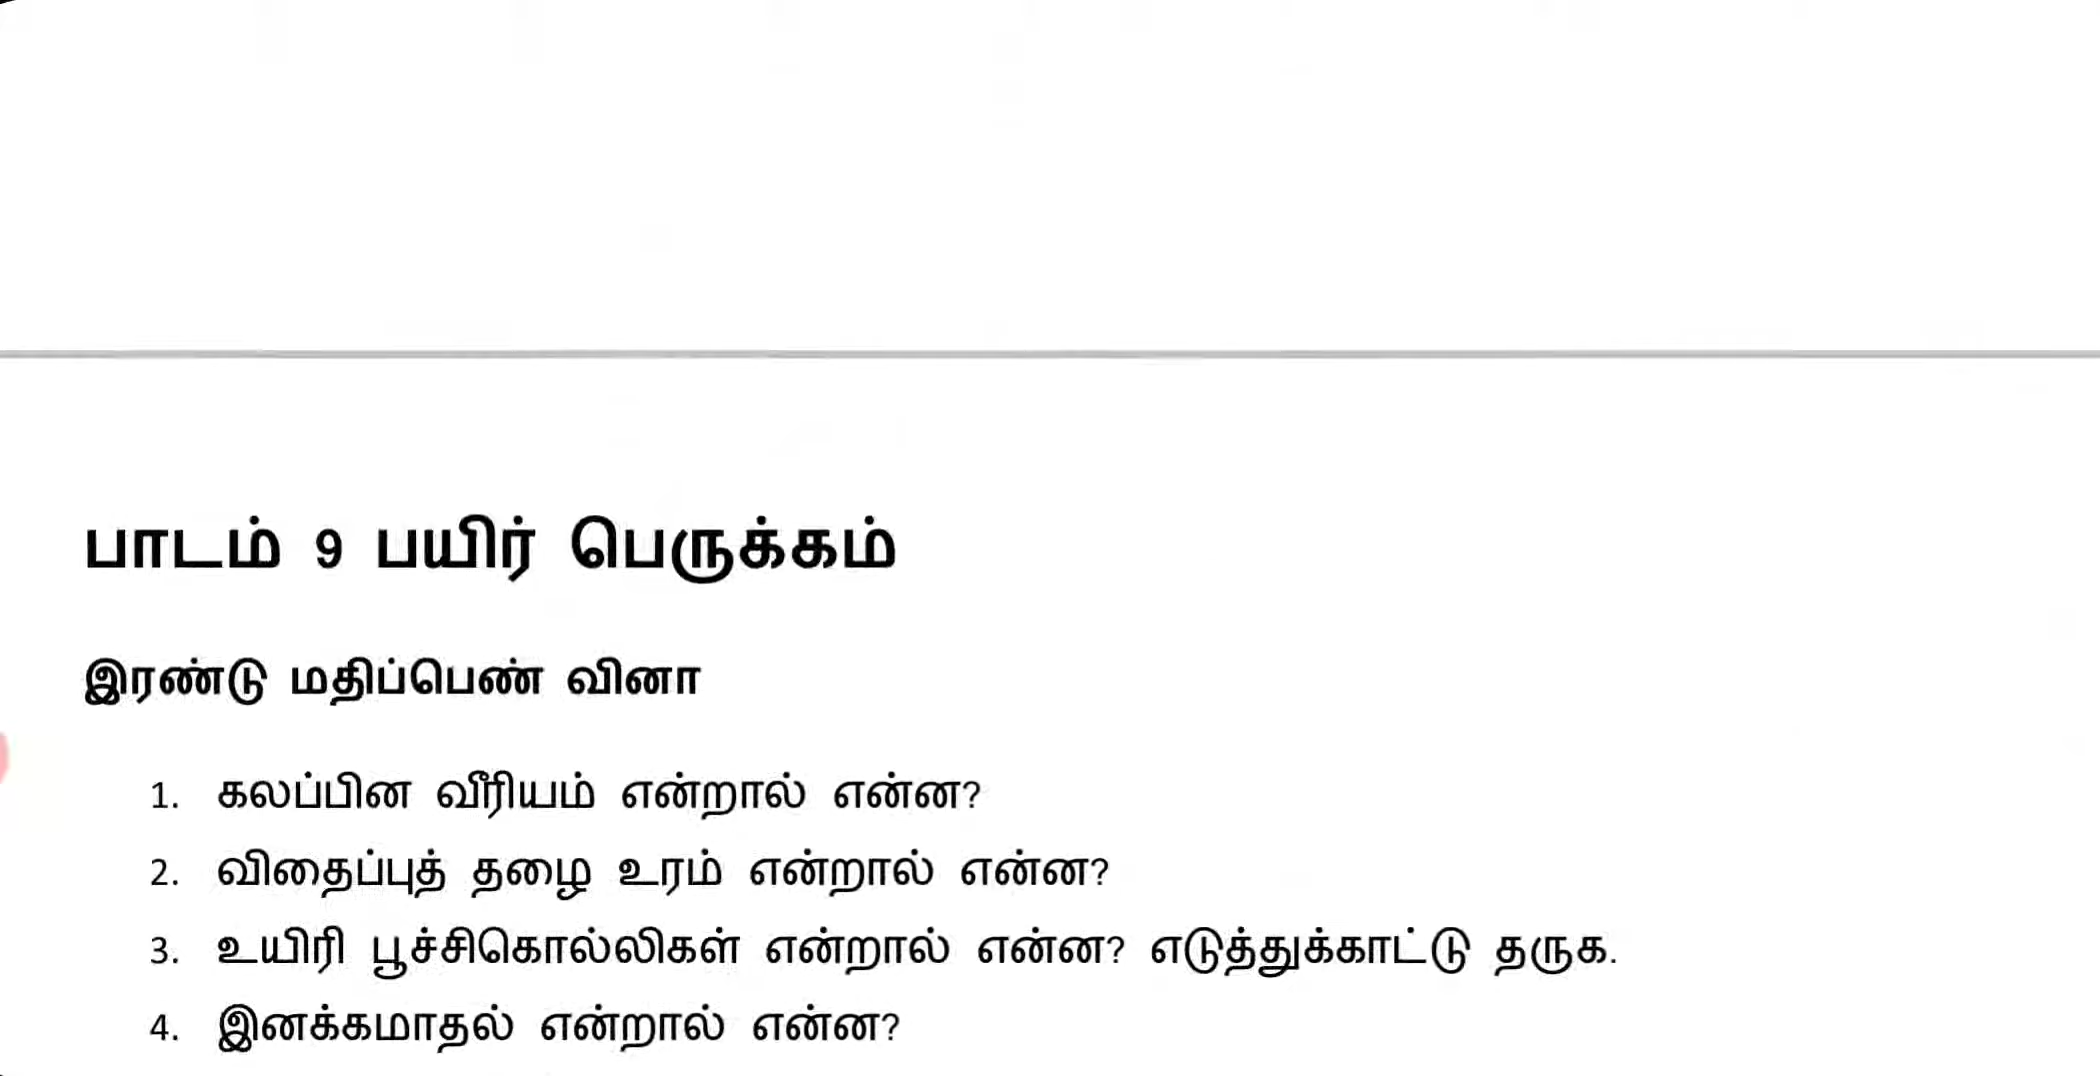 பாடம் 9 பயிர் பெருக்கம்
இரண்டு மதிப்பெண் வினா
1. கலப்பின வீரியம் என்றால் என்ன?
2. விதைப்புத் தழை உரம் என்றால் என்ன?
3. உயிரி பூச்சிகொல்லிகள் என்றால் என்ன? எடுத்துக்காட்டு தருக.
4. இனக்கமாதல் என்றால் என்ன?